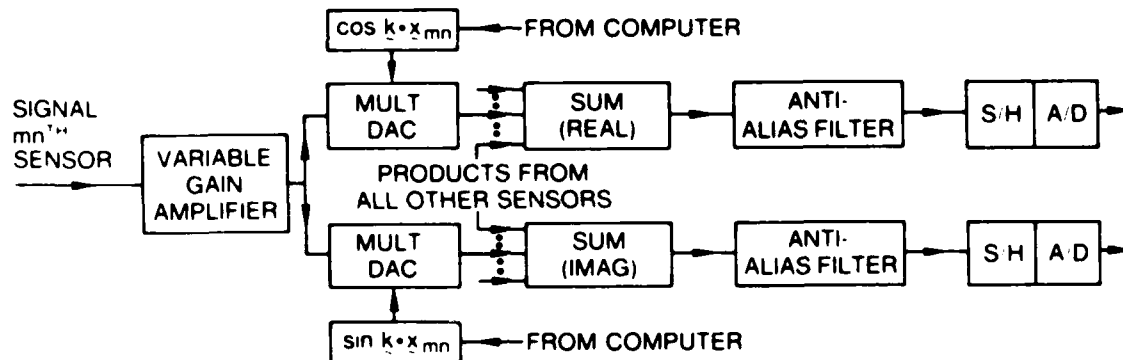 cos k•x mn
FROM COMPUTER
SIGNAL
mnTH
SENSOR
VARIABLE
GAIN
AMPLIFIER
MULT
DAC
SUM
(REAL)
ANTI-
ALIAS FILTER
S/H
A/D
PRODUCTS FROM
ALL OTHER SENSORS
MULT
DAC
SUM
(IMAG)
ANTI-
ALIAS FILTER
S/H
A/D
sin k•x mn
FROM COMPUTER